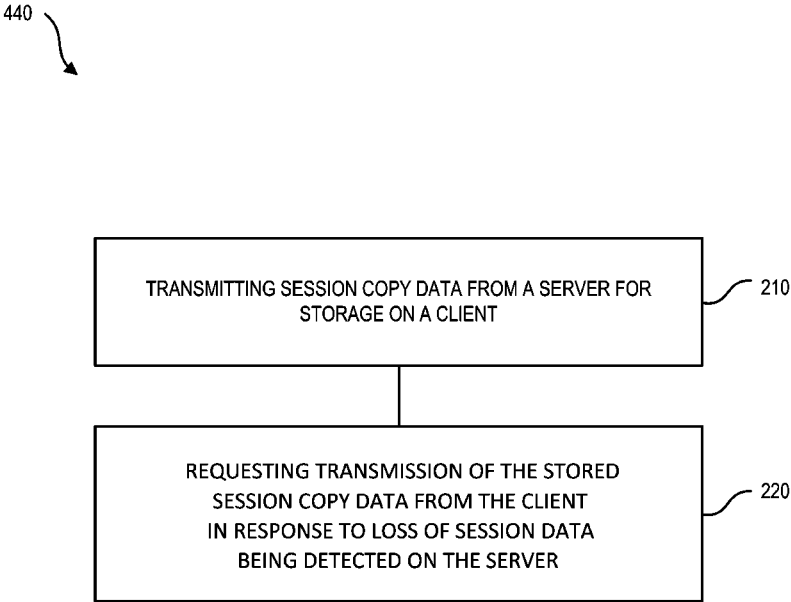 440
TRANSMITTING SESSION COPY DATA FROM A SERVER FOR
STORAGE ON A CLIENT
210
REQUESTING TRANSMISSION OF THE STORED
SESSION COPY DATA FROM THE CLIENT
IN RESPONSE TO LOSS OF SESSION DATA
BEING DETECTED ON THE SERVER
220